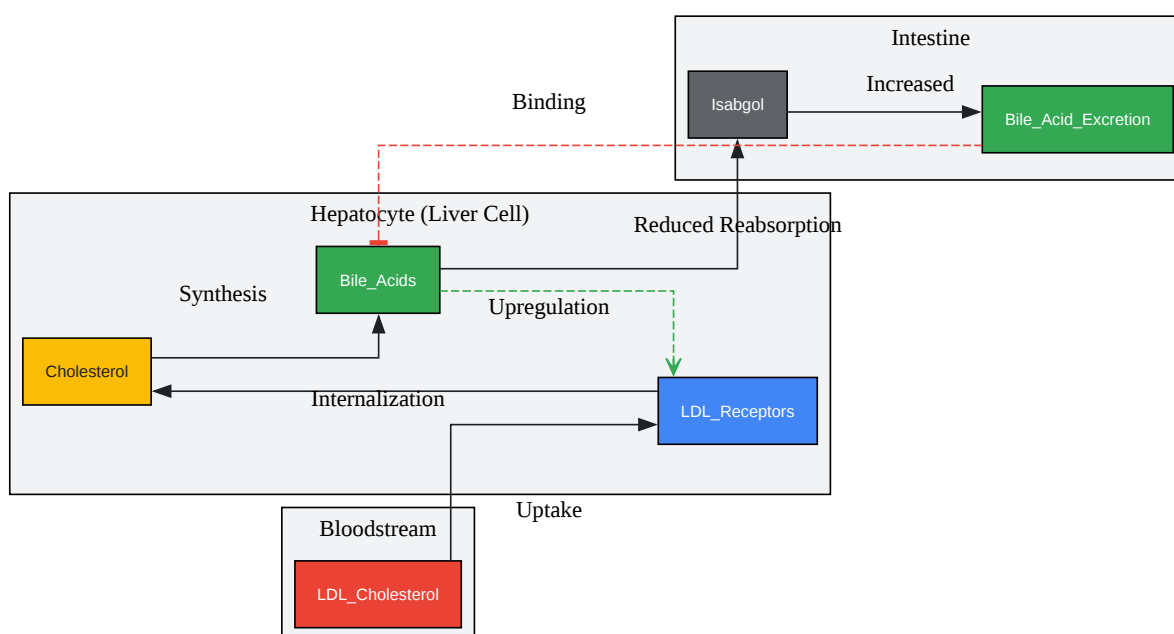 Intestine
Increased
Isabgol
Binding
Bile_Acid_Excretion
Hepatocyte (Liver Cell)
Reduced Reabsorption
Bile_Acids
Synthesis
Upregulation
Cholesterol
Internalization
LDL_Receptors
Uptake
Bloodstream
LDL_Cholesterol